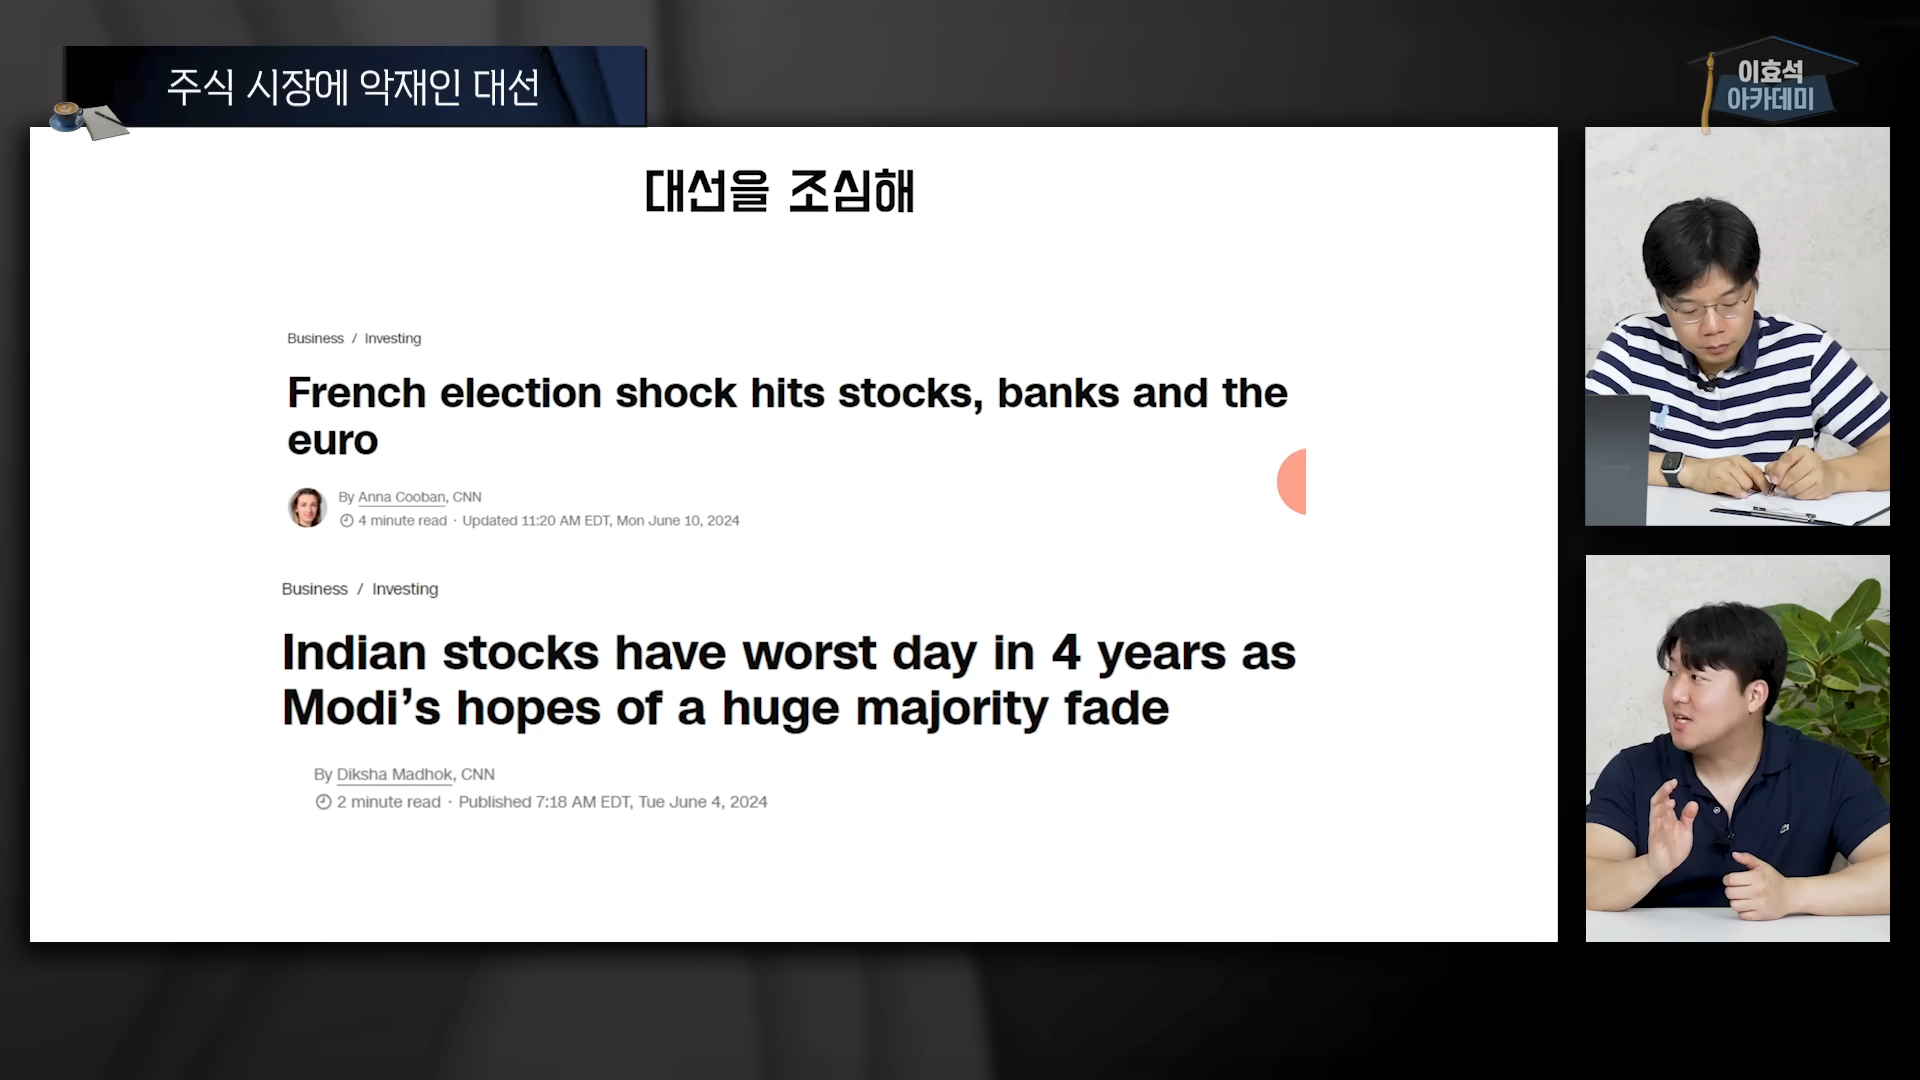 주식 시장에 악재인 대선
이효석
아카데미
대선을 조심해
Business / Investing
French election shock hits stocks, banks and the
euro
By Anna Cooban, CNN
4 minute read · Updated 11:20 AM EDT, Mon June 10, 2024
Business / Investing
Indian stocks have worst day in 4 years as
Modi’s hopes of a huge majority fade
By Diksha Madhok, CNN
2 minute read · Published 7:18 AM EDT, Tue June 4, 2024